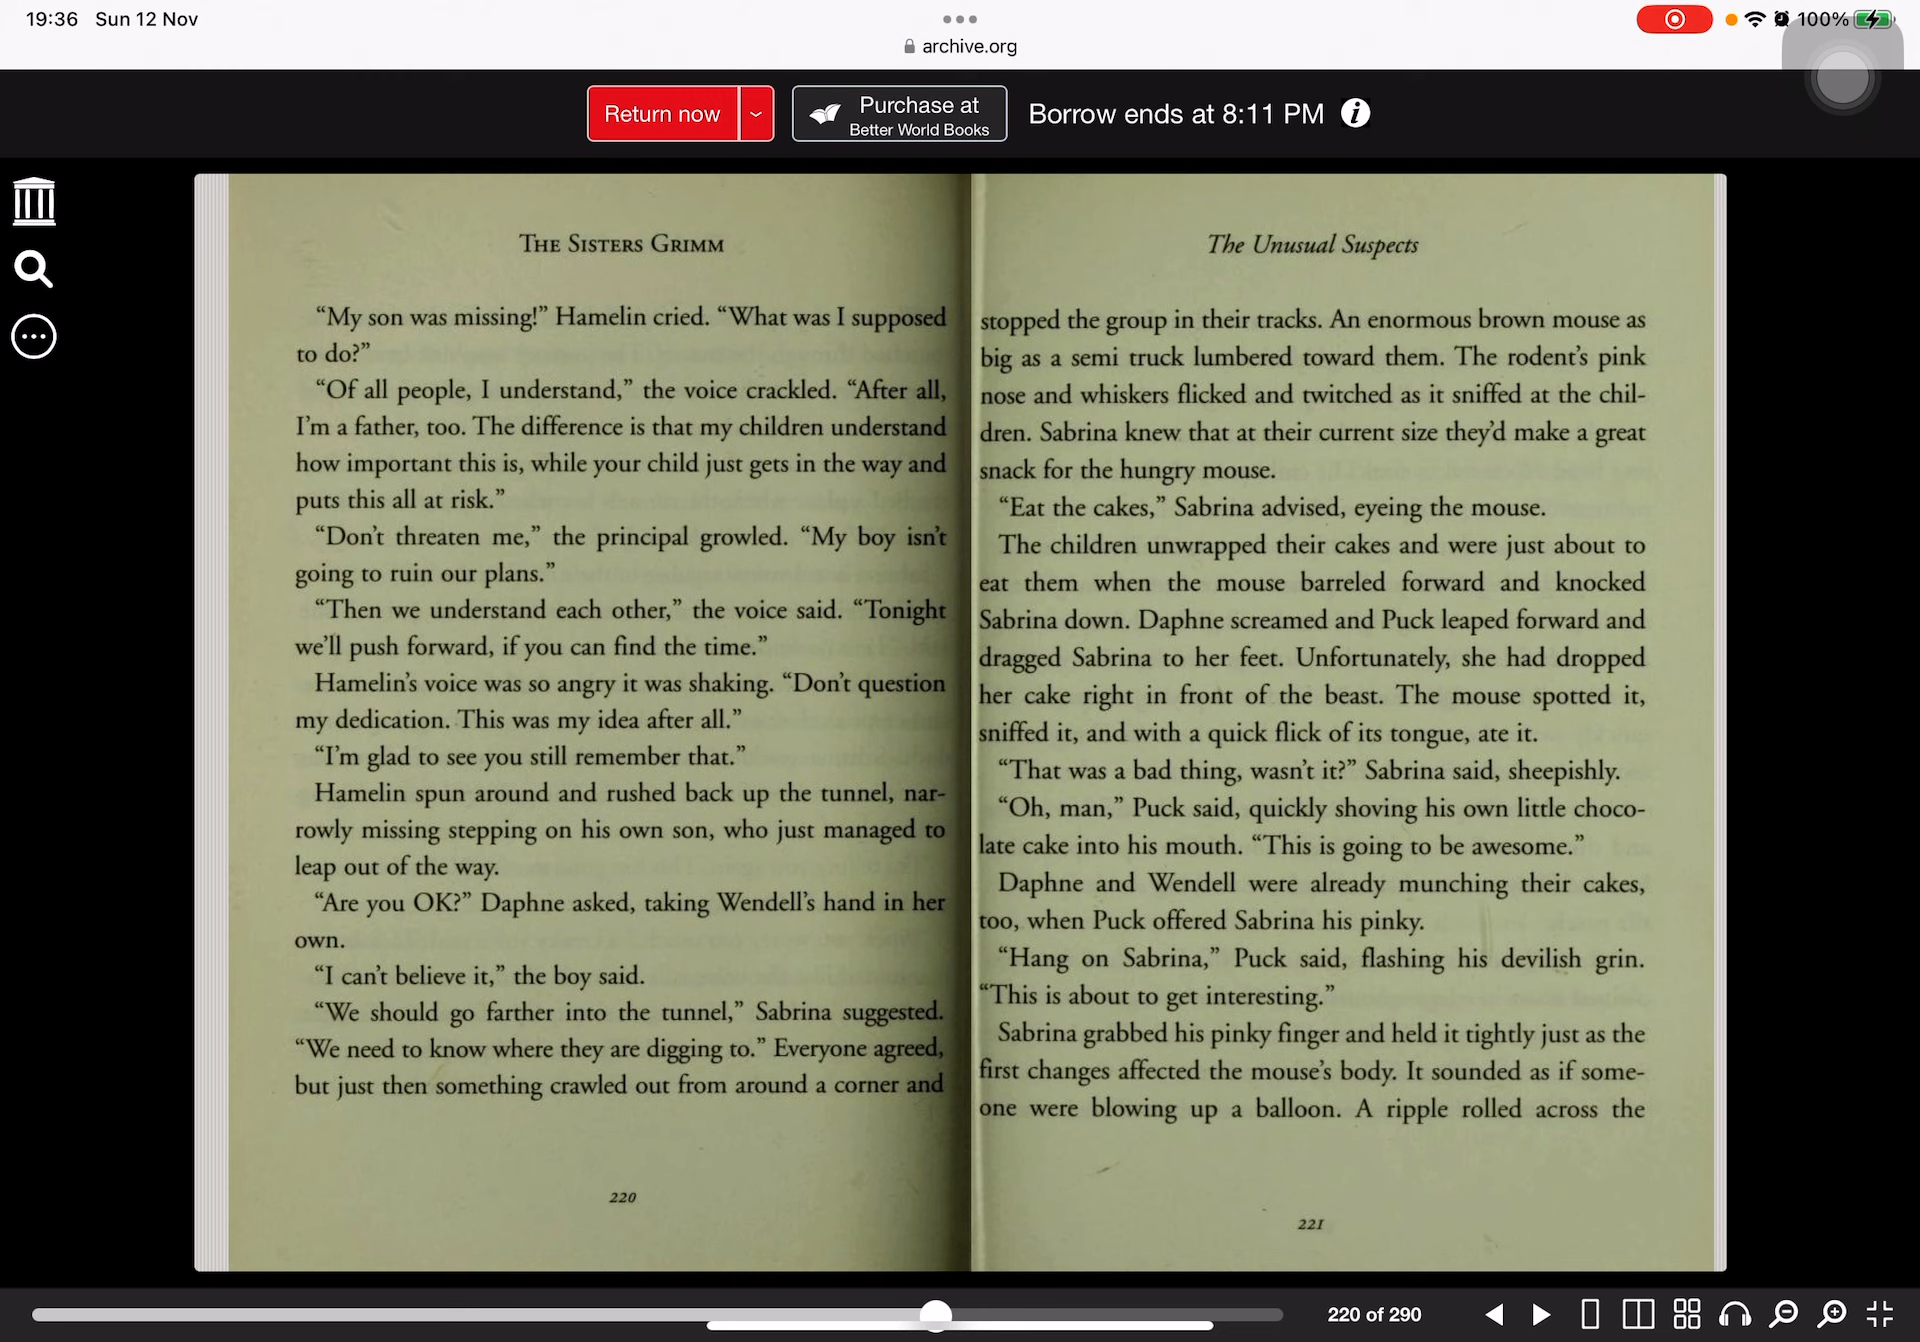 19:36 Sun 12 Nov
100%
archive.org
Return now
Purchase at
Better World Books
Borrow ends at 8:11 PM
THE SISTERS GRIMM
“My son was missing!” Hamelin cried. “What was I supposed
to do?”
“Of all people, I understand,” the voice crackled. “After all,
I’m a father, too. The difference is that my children understand
how important this is, while your child just gets in the way and
puts this all at risk.”
“Don’t threaten me,” the principal growled. “My boy isn’t
going to ruin our plans.”
“Then we understand each other,” the voice said. “Tonight
we’ll push forward, if you can find the time.”
Hamelin’s voice was so angry it was shaking. “Don’t question
my dedication. This was my idea after all.”
“I’m glad to see you still remember that.”
Hamelin spun around and rushed back up the tunnel, nar-
rowly missing stepping on his own son, who just managed to
leap out of the way.
“Are you OK?” Daphne asked, taking Wendell’s hand in her
own.
“I can’t believe it,” the boy said.
“We should go farther into the tunnel,” Sabrina suggested.
“We need to know where they are digging to.” Everyone agreed,
but just then something crawled out from around a corner and
220
The Unusual Suspects
stopped the group in their tracks. An enormous brown mouse as
big as a semi truck lumbered toward them. The rodent’s pink
nose and whiskers flicked and twitched as it sniffed at the chil-
dren. Sabrina knew that at their current size they’d make a great
snack for the hungry mouse.
“Eat the cakes,” Sabrina advised, eyeing the mouse.
The children unwrapped their cakes and were just about to
eat them when the mouse barreled forward and knocked
Sabrina down. Daphne screamed and Puck leaped forward and
dragged Sabrina to her feet. Unfortunately, she had dropped
her cake right in front of the beast. The mouse spotted it,
sniffed it, and with a quick flick of its tongue, ate it.
“That was a bad thing, wasn’t it?” Sabrina said, sheepishly.
“Oh, man,” Puck said, quickly shoving his own little choco-
late cake into his mouth. “This is going to be awesome.”
Daphne and Wendell were already munching their cakes,
too, when Puck offered Sabrina his pinky.
“Hang on Sabrina,” Puck said, flashing his devilish grin.
“This is about to get interesting.”
Sabrina grabbed his pinky finger and held it tightly just as the
first changes affected the mouse’s body. It sounded as if some-
one were blowing up a balloon. A ripple rolled across the
221
220 of 290